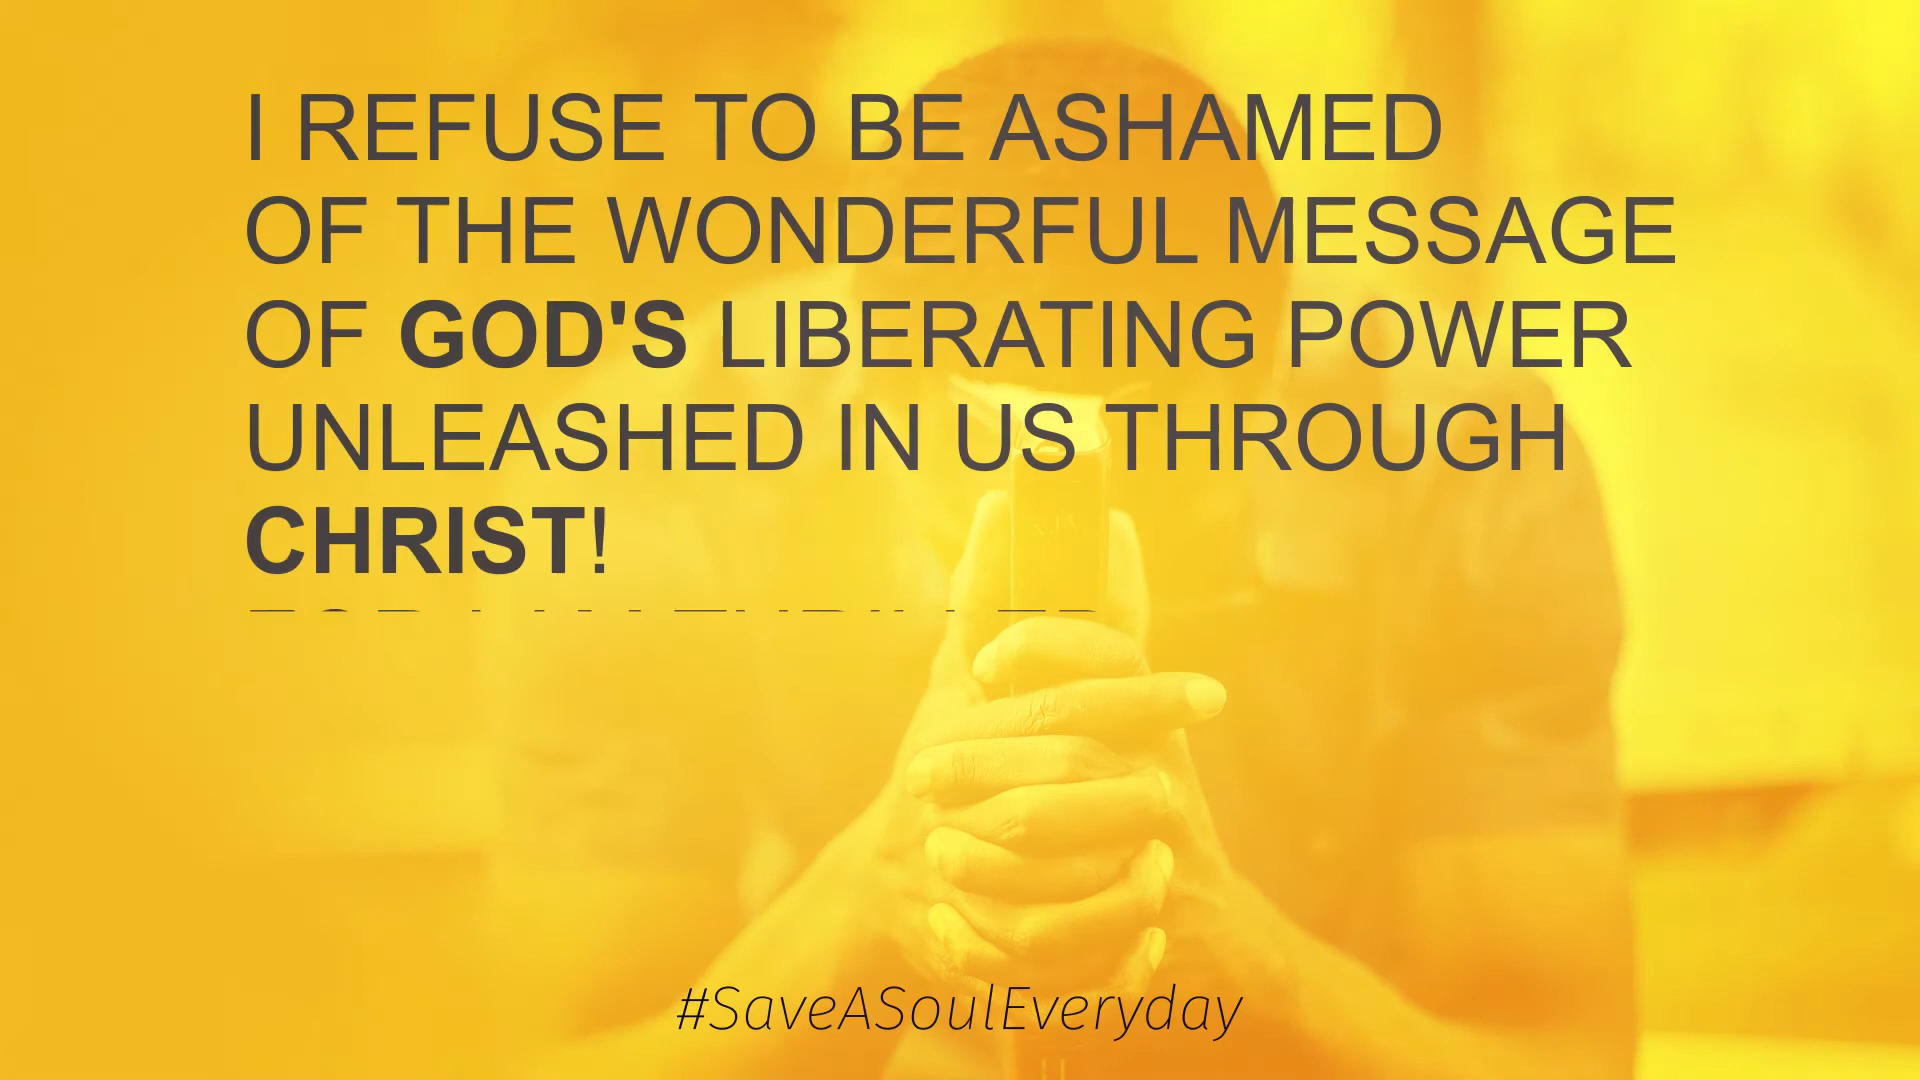 I REFUSE TO BE ASHAMED
OF THE WONDERFUL MESSAGE
OF GOD'S LIBERATING POWER
UNLEASHED IN US THROUGH
CHRIST!
#SaveASoulEveryday